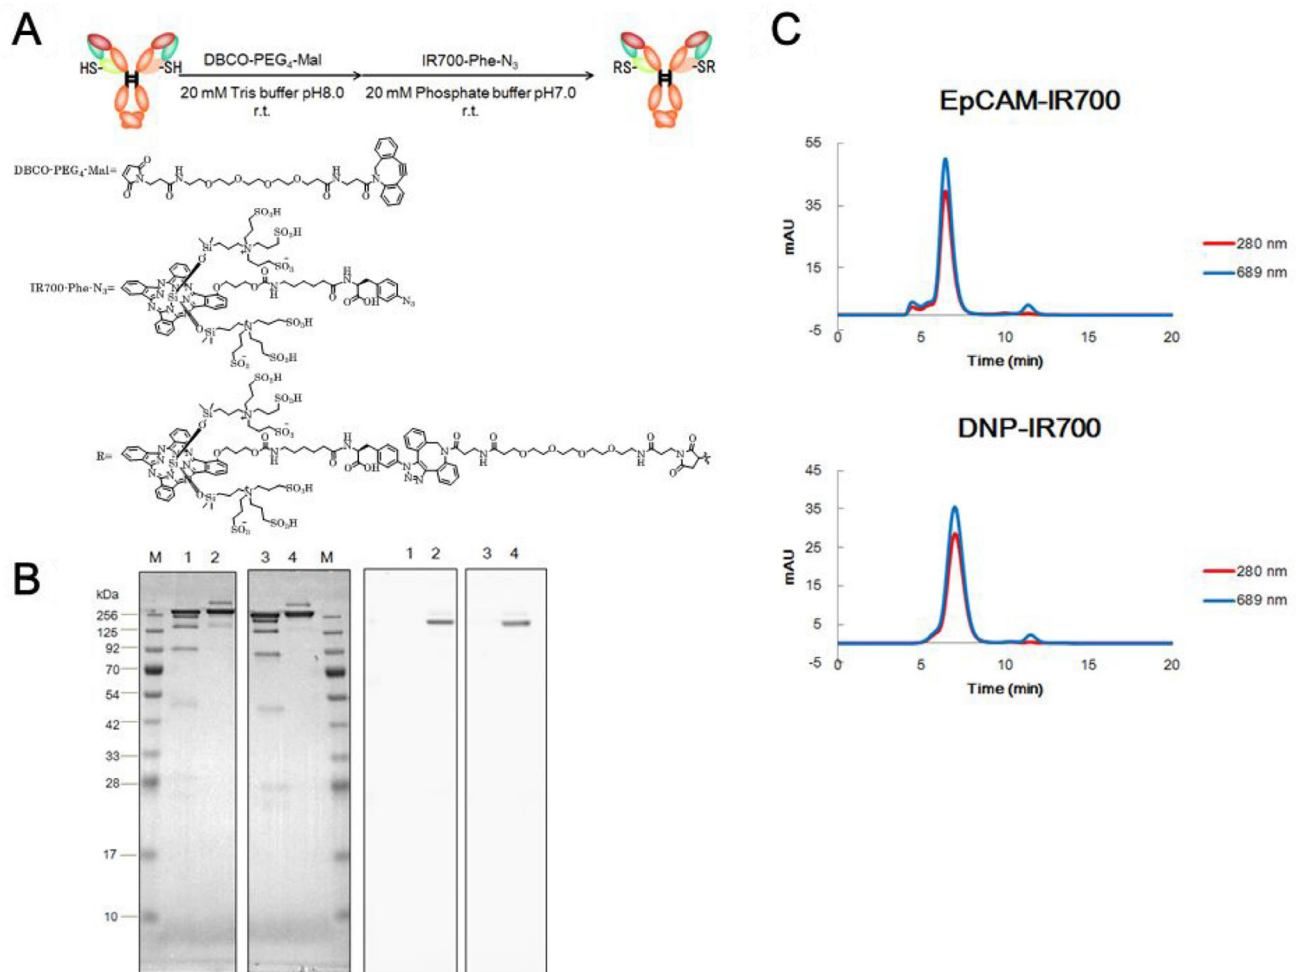 A
HS-
-SH
DBCO-PEG4-Mal
20 mM Tris buffer pH8.0
r.t.
IR700-Phe-N3
20 mM Phosphate buffer pH7.0
r.t.
RS-
-SR
DBCO-PEG4-Mal=
IR700-Phe-N3=
R=
B
M 1 2 3 4 M 1 2 3 4
kDa
256
125
92
70
54
42
33
28
17
10
C
EpCAM-IR700
mAU
55
35
15
-5
0 5 10 15 20
Time (min)
280 nm
689 nm
DNP-IR700
mAU
45
35
25
15
5
-5
0 5 10 15 20
Time (min)
280 nm
689 nm